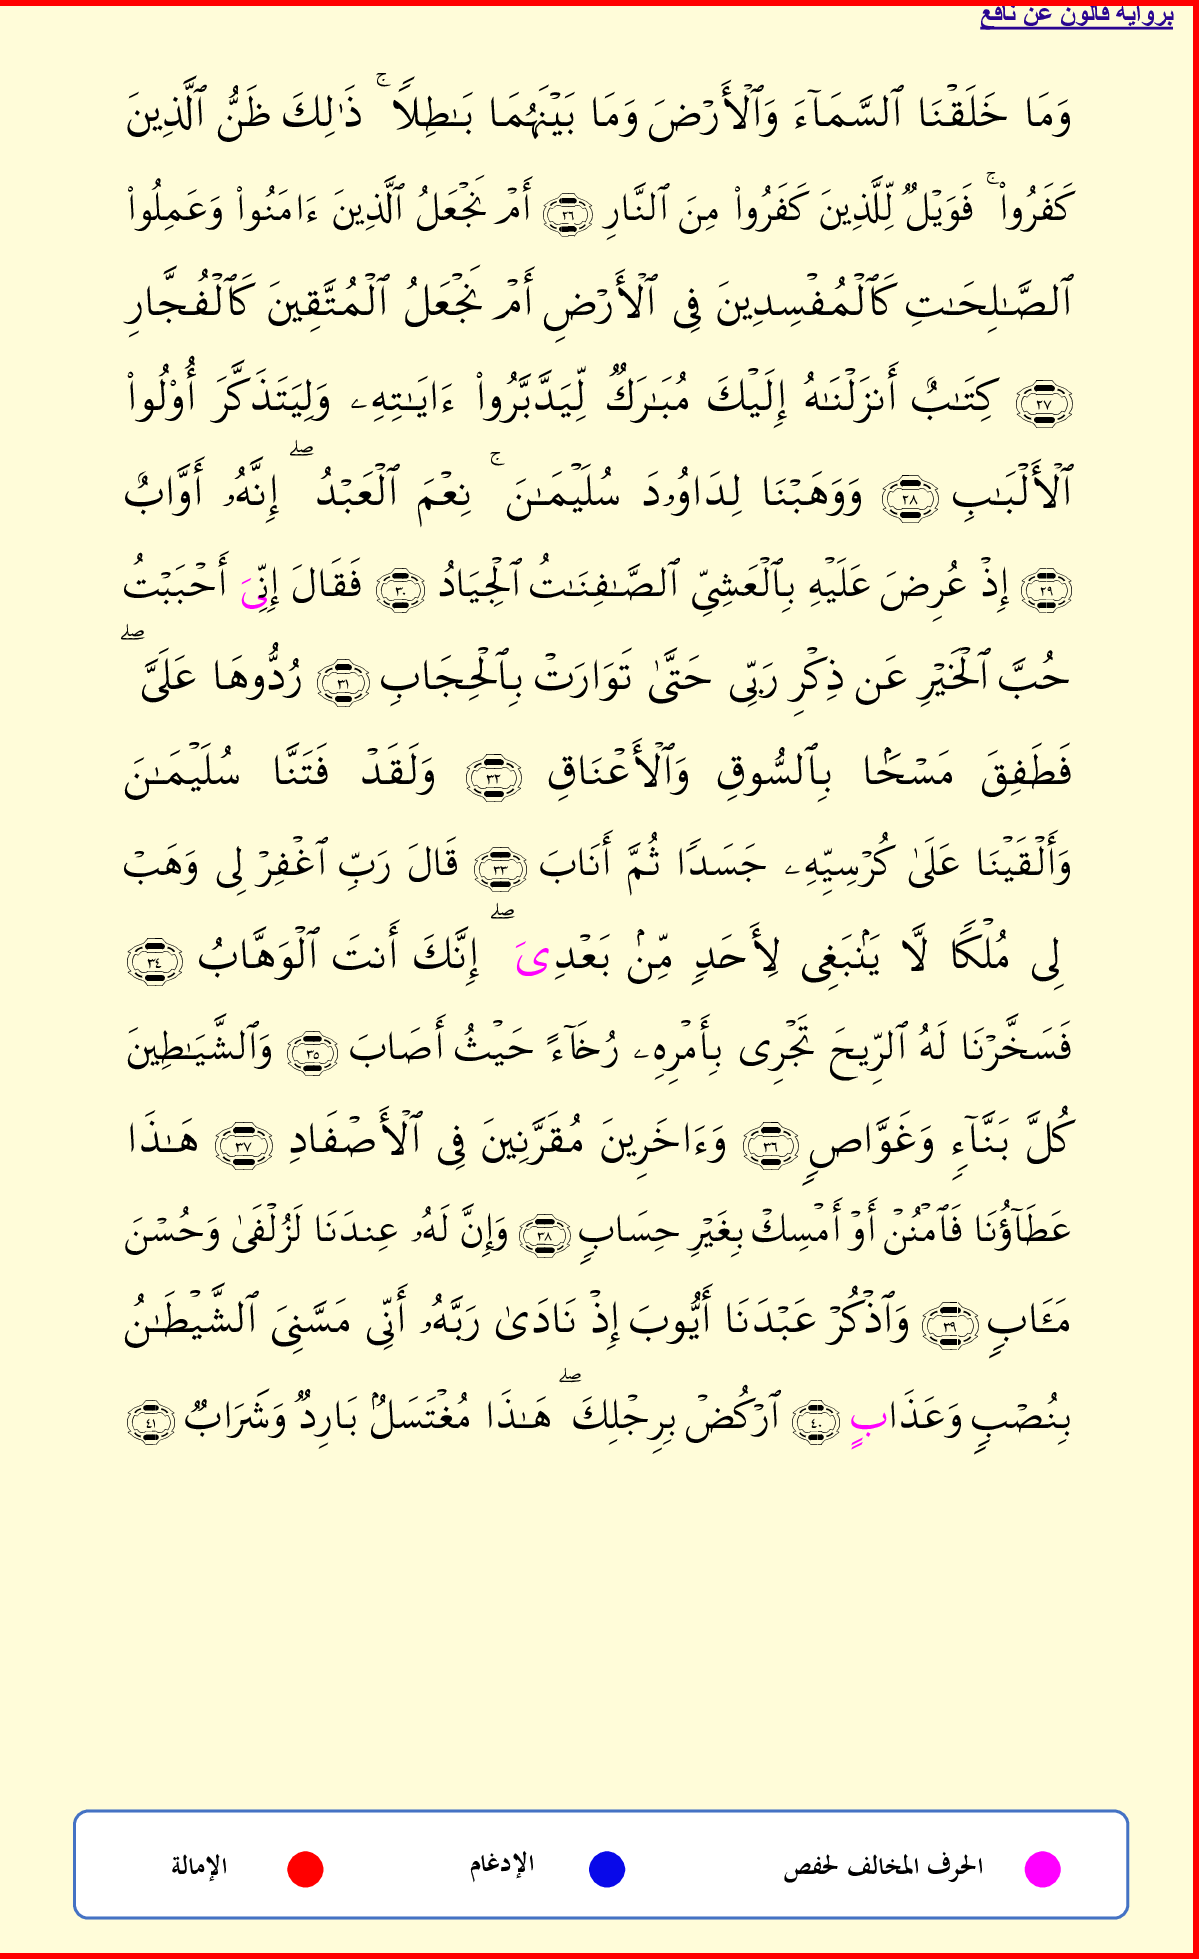 برواية قالون عن نافع
وَمَا خَلَقْنَا ٱلسَّمَآءَ وَٱلْأَرْضَ وَمَا بَيْنَهُمَا بَٰطِلًا ۚ ذَٰلِكَ ظَنُّ ٱلَّذِينَ
كَفَرُوا۟ ۚ فَوَيْلٌ لِّلَّذِينَ كَفَرُوا۟ مِنَ ٱلنَّارِ ٢٦ أَمْ نَجْعَلُ ٱلَّذِينَ ءَامَنُوا۟ وَعَمِلُوا۟
ٱلصَّٰلِحَٰتِ كَٱلْمُفْسِدِينَ فِى ٱلْأَرْضِ أَمْ نَجْعَلُ ٱلْمُتَّقِينَ كَٱلْفُجَّارِ
٢٧ كِتَٰبٌ أَنزَلْنَٰهُ إِلَيْكَ مُبَٰرَكٌ لِّيَدَّبَّرُوا۟ ءَايَٰتِهِۦ وَلِيَتَذَكَّرَ أُو۟لُوا۟
ٱلْأَلْبَٰبِ ٢٨ وَوَهَبْنَا لِدَاوُۥدَ سُلَيْمَٰنَ ۚ نِعْمَ ٱلْعَبْدُ ۖ إِنَّهُۥ أَوَّابٌ
٢٩ إِذْ عُرِضَ عَلَيْهِ بِٱلْعَشِىِّ ٱلصَّٰفِنَٰتُ ٱلْجِيَادُ ٣٠ فَقَالَ إِنِّىَ أَحْبَبْتُ
حُبَّ ٱلْخَيْرِ عَن ذِكْرِ رَبِّى حَتَّىٰ تَوَارَتْ بِٱلْحِجَابِ ٣١ رُدُّوهَا عَلَىَّ ۖ
فَطَفِقَ مَسْحًۢا بِٱلسُّوقِ وَٱلْأَعْنَاقِ ٣٢ وَلَقَدْ فَتَنَّا سُلَيْمَٰنَ
وَأَلْقَيْنَا عَلَىٰ كُرْسِيِّهِۦ جَسَدًا ثُمَّ أَنَابَ ٣٣ قَالَ رَبِّ ٱغْفِرْ لِى وَهَبْ
لِى مُلْكًا لَّا يَنۢبَغِى لِأَحَدٍ مِّنۢ بَعْدِىَ ۖ إِنَّكَ أَنتَ ٱلْوَهَّابُ ٣٤
فَسَخَّرْنَا لَهُ ٱلرِّيحَ تَجْرِى بِأَمْرِهِۦ رُخَآءً حَيْثُ أَصَابَ ٣٥ وَٱلشَّيَٰطِينَ
كُلَّ بَنَّآءٍ وَغَوَّاصٍ ٣٦ وَءَاخَرِينَ مُقَرَّنِينَ فِى ٱلْأَصْفَادِ ٣٧ هَٰذَا
عَطَآؤُنَا فَٱمْنُنْ أَوْ أَمْسِكْ بِغَيْرِ حِسَابٍ ٣٨ وَإِنَّ لَهُۥ عِندَنَا لَزُلْفَىٰ وَحُسْنَ
مَـَٔابٍ ٣٩ وَٱذْكُرْ عَبْدَنَا أَيُّوبَ إِذْ نَادَىٰ رَبَّهُۥ أَنِّى مَسَّنِىَ ٱلشَّيْطَٰنُ
بِنُصْبٍ وَعَذَابٍ ٤٠ ٱرْكُضْ بِرِجْلِكَ ۖ هَٰذَا مُغْتَسَلٌۢ بَارِدٌ وَشَرَابٌ ٤١
الحرف المخالف لحفص الإدغام الإمالة